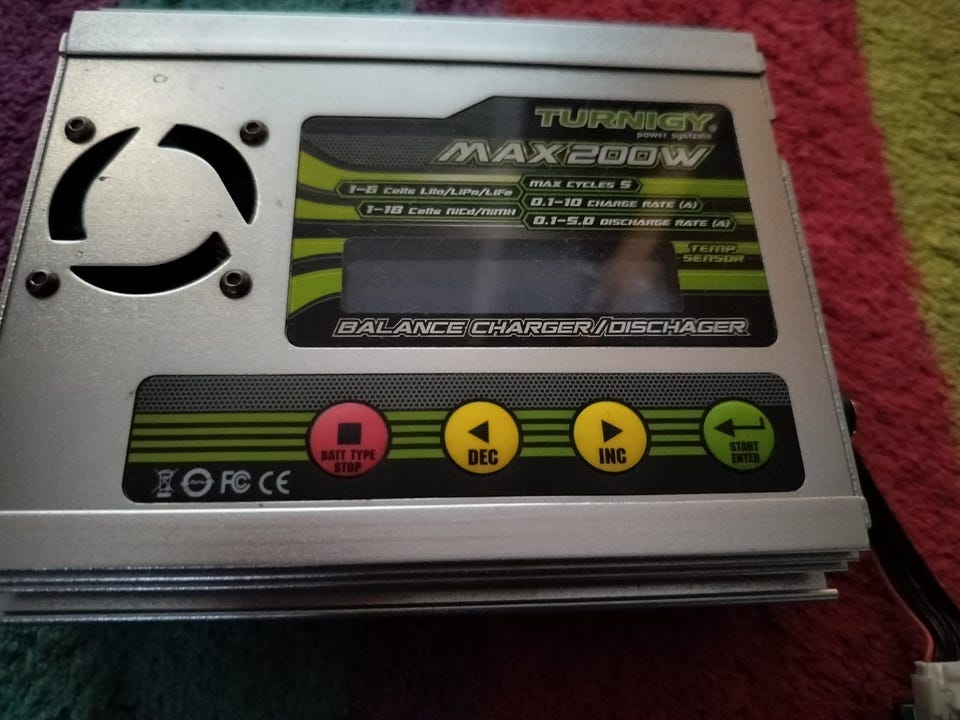 TURNIGY®
power systems
MAX200W
1-6 Cells LiIo/LiPo/LiFe
MAX CYCLES 5
0.1-10 CHARGE RATE (A)
1-18 Cells NiCd/NiMH
0.1-5.0 DISCHARGE RATE (A)
TEMP
SENSOR
BALANCE CHARGER/DISCHAGER
BATT TYPE
STOP
DEC
INC
START
ENTER
FC CE